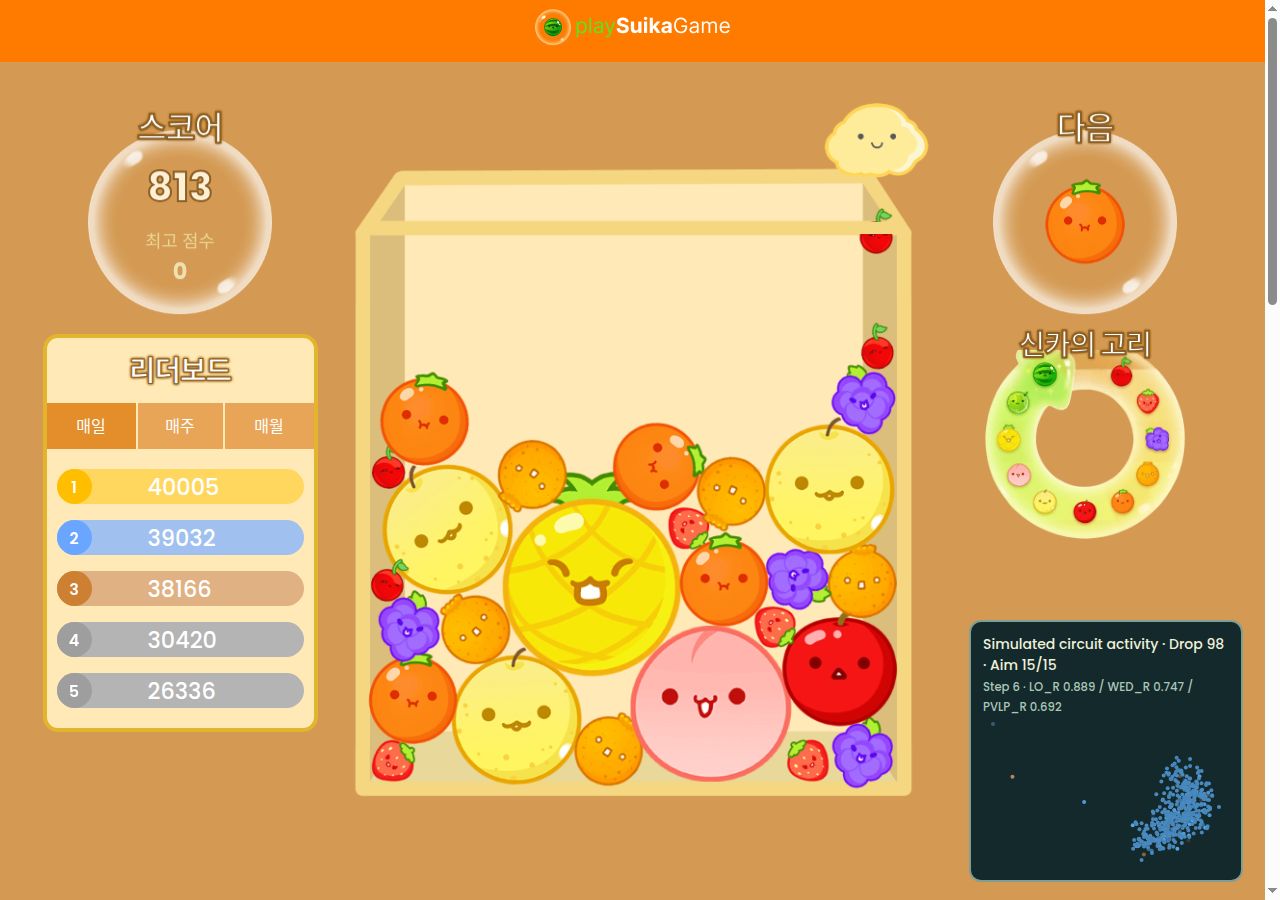 playSuikaGame
스코어
813
최고 점수
0
리더보드
매일 매주 매월
1 40005
2 39032
3 38166
4 30420
5 26336
다음
신카의 고리
Simulated circuit activity · Drop 98
· Aim 15/15
Step 6 · LO_R 0.889 / WED_R 0.747 /
PVLP_R 0.692